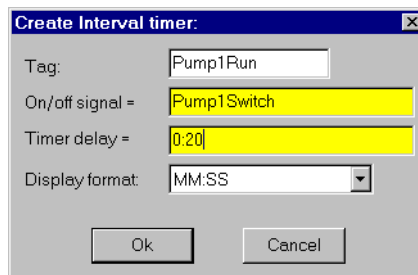 Create Interval timer:
Tag: Pump1Run
On/off signal = Pump1Switch
Timer delay = 0:20
Display format: MM:SS
Ok Cancel